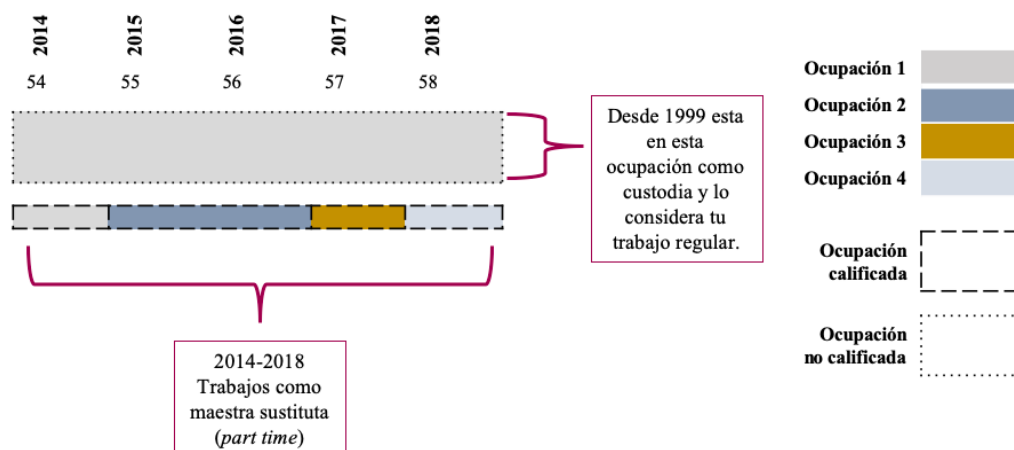 2014
2015
2016
2017
2018
54
55
56
57
58
Desde 1999 esta
en esta
ocupación como
custodia y lo
considera tu
trabajo regular.
2014-2018
Trabajos como
maestra sustituta
(part time)
Ocupación 1
Ocupación 2
Ocupación 3
Ocupación 4
Ocupación
calificada
Ocupación
no calificada